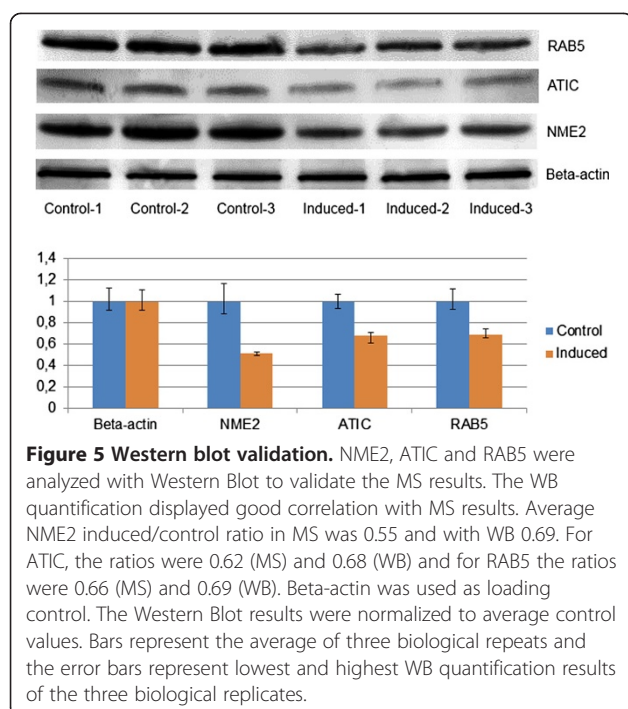 RAB5
ATIC
NME2
Beta-actin
Control-1 Control-2 Control-3 Induced-1 Induced-2 Induced-3
1,4
1,2
1
0,8
0,6
0,4
0,2
0
Beta-actin NME2 ATIC RAB5
Control
Induced
Figure 5 Western blot validation. NME2, ATIC and RAB5 were
analyzed with Western Blot to validate the MS results. The WB
quantification displayed good correlation with MS results. Average
NME2 induced/control ratio in MS was 0.55 and with WB 0.69. For
ATIC, the ratios were 0.62 (MS) and 0.68 (WB) and for RAB5 the ratios
were 0.66 (MS) and 0.69 (WB). Beta-actin was used as loading
control. The Western Blot results were normalized to average control
values. Bars represent the average of three biological repeats and
the error bars represent lowest and highest WB quantification results
of the three biological replicates.